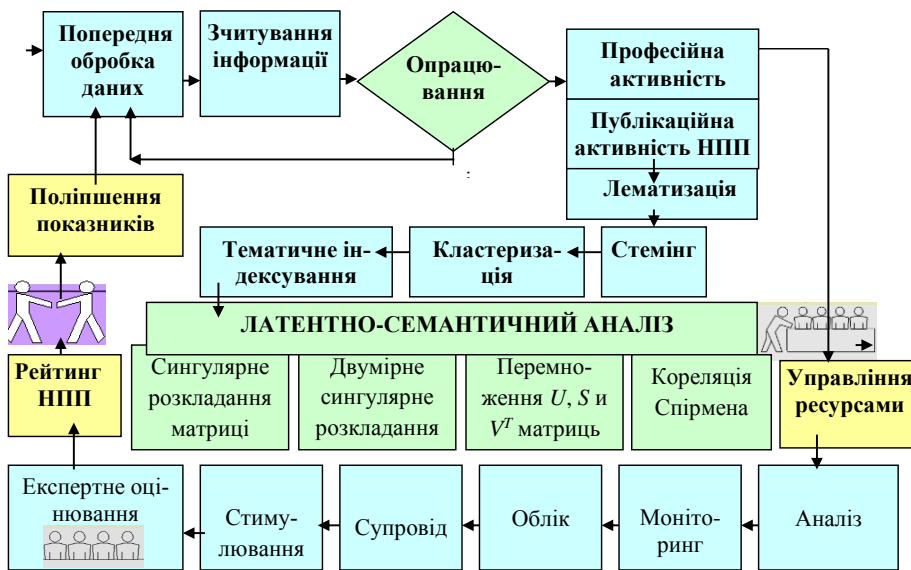 Попередня
обробка
даних
Зчитування
інформації
Опрацю-
вання
Професійна
активність
Публікаційна
активність НПП
Лематизація
Поліпшення
показників
Тематичне ін-
дексування
Кластериза-
ція
Стемінг
ЛАТЕНТНО-СЕМАНТИЧНИЙ АНАЛІЗ
Рейтинг
НПП
Сингулярне
розкладання
матриці
Двумірне
сингулярне
розкладання
Перемно-
ження U, S и
V^T матриць
Кореляція
Спірмена
Управління
ресурсами
Експертне оці-
нювання
Стиму-
лювання
Супровід
Облік
Моніто-
ринг
Аналіз